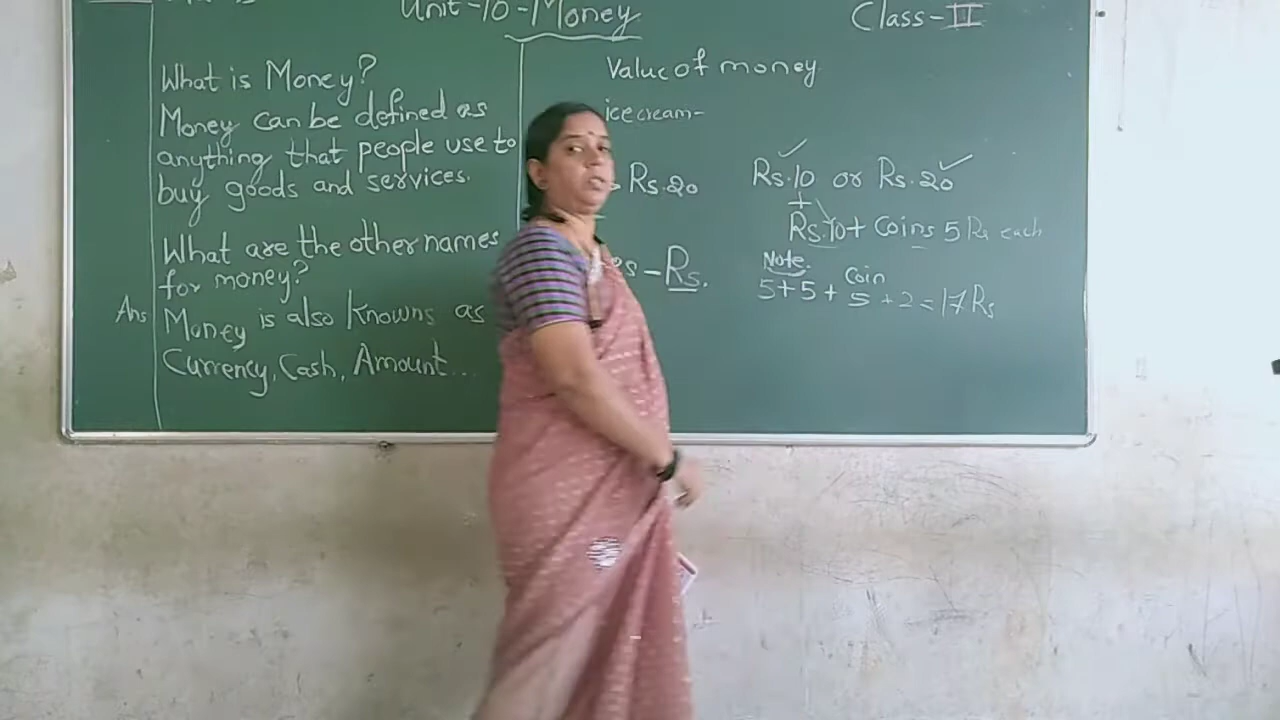 Unit-10-Money
Class-II
What is Money?
Money can be defined as
anything that people use to
buy goods and services.
What are the other names
for money?
Ans Money is also Knowns as
Currency, Cash, Amount...
Value of money
icecream-
Rs.20
es - Rs.
Rs.10 or Rs.20
+
Rs.10+ Coins 5 Rs each
Note. Coin
5+5+ 5 +2=17 Rs